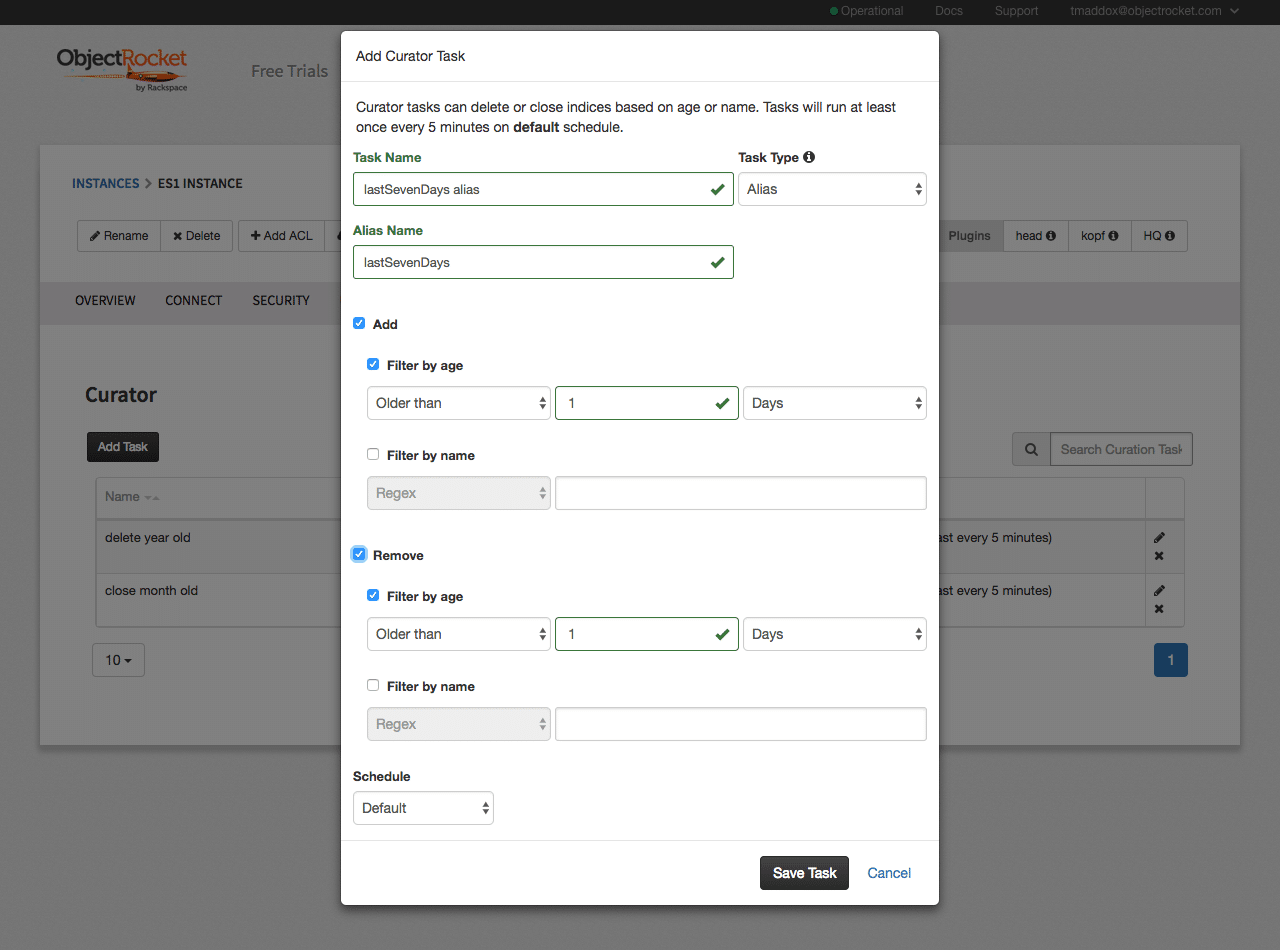 Operational Docs Support tmaddox@objectrocket.com
ObjectRocket
by Rackspace
Free Trials
Add Curator Task
Curator tasks can delete or close indices based on age or name. Tasks will run at least
once every 5 minutes on default schedule.
Task Name Task Type
lastSevenDays alias Alias
Alias Name
lastSevenDays
Add
Filter by age
Older than 1 Days
Filter by name
Regex
Remove
Filter by age
Older than 1 Days
Filter by name
Regex
Schedule
Default
Save Task Cancel
INSTANCES > ES1 INSTANCE
Rename Delete Add ACL Plugins head kopf HQ
OVERVIEW CONNECT SECURITY
Curator
Add Task Search Curation Task
Name
delete year old ast every 5 minutes)
close month old ast every 5 minutes)
10 1